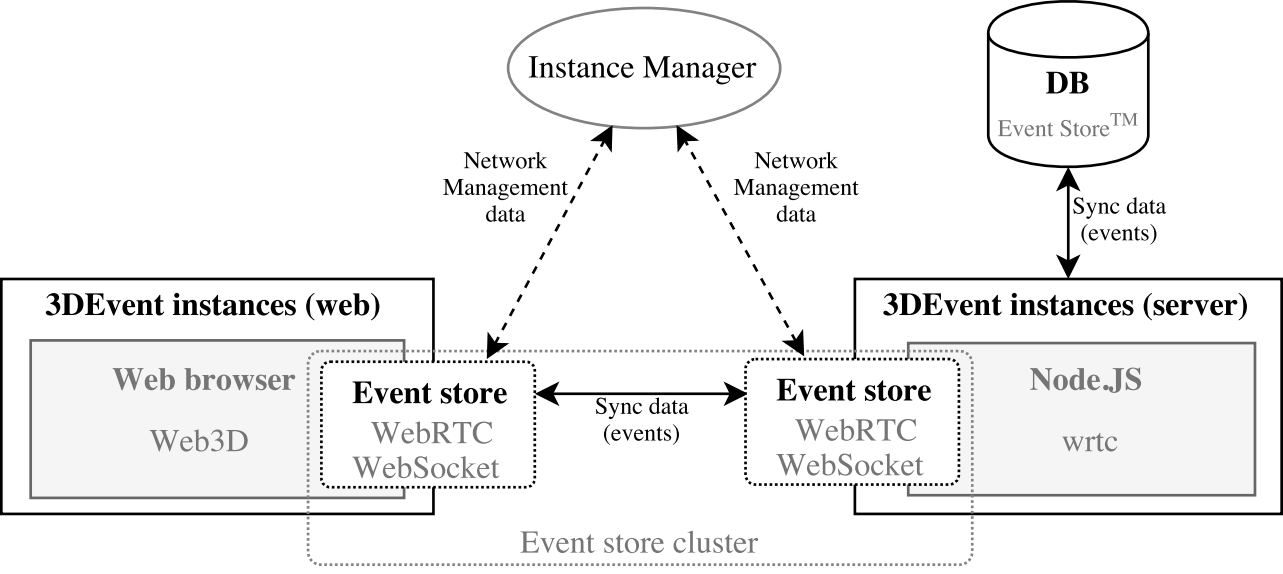 Instance Manager
DB
Event Store™
Network
Management
data
Network
Management
data
Sync data
(events)
3DEvent instances (web)
Web browser
Web3D
Event store
WebRTC
WebSocket
Sync data
(events)
3DEvent instances (server)
Event store
WebRTC
WebSocket
Node.JS
wrtc
Event store cluster